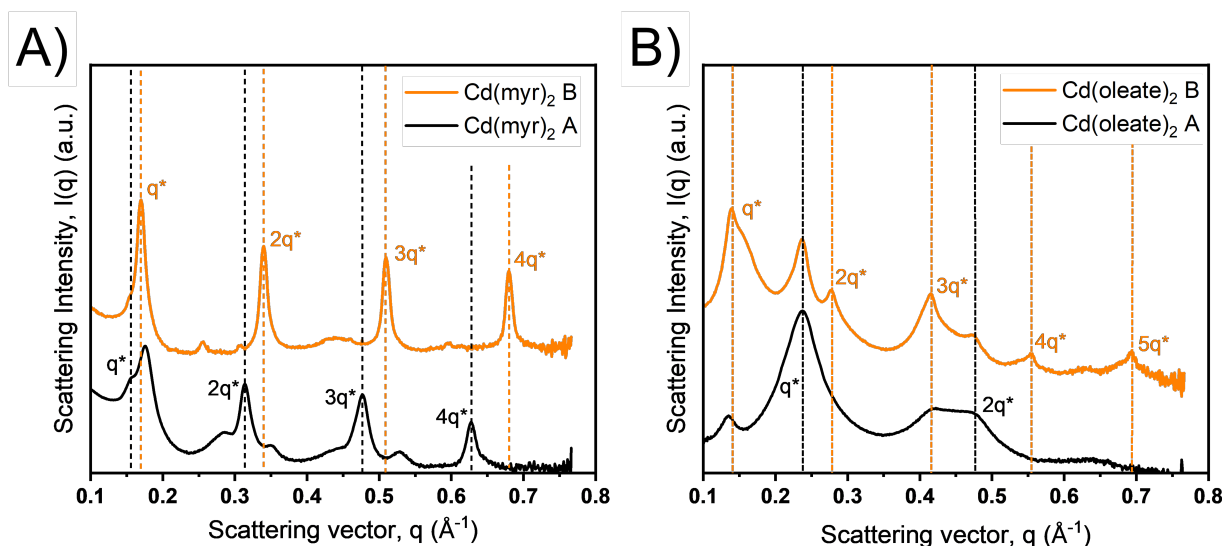 A)
Scattering Intensity, I(q) (a.u.)
Cd(myr)₂ B
Cd(myr)₂ A
q*
2q*
3q*
4q*
q*
2q*
3q*
4q*
0.1 0.2 0.3 0.4 0.5 0.6 0.7 0.8
Scattering vector, q (Å⁻¹)
B)
Scattering Intensity, I(q) (a.u.)
Cd(oleate)₂ B
Cd(oleate)₂ A
q*
2q*
3q*
4q*
5q*
q*
2q*
0.1 0.2 0.3 0.4 0.5 0.6 0.7 0.8
Scattering vector, q (Å⁻¹)